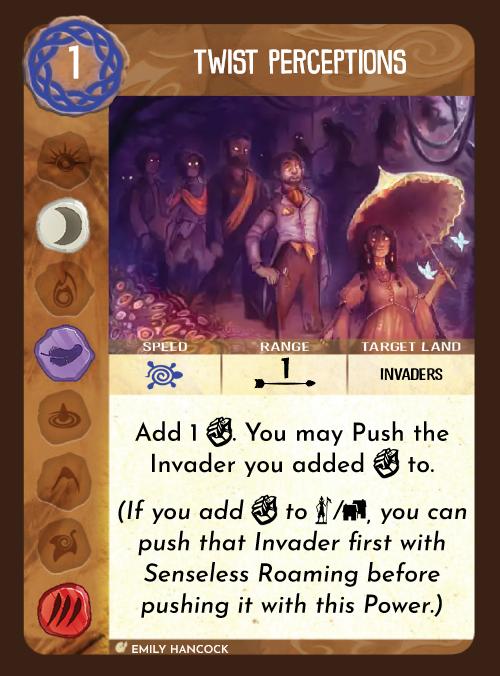 1
TWIST PERCEPTIONS
SPEED RANGE TARGET LAND
1
INVADERS
Add 1 . You may Push the
Invader you added to.
(If you add to /, you can
push that Invader first with
Senseless Roaming before
pushing it with this Power.)
EMILY HANCOCK